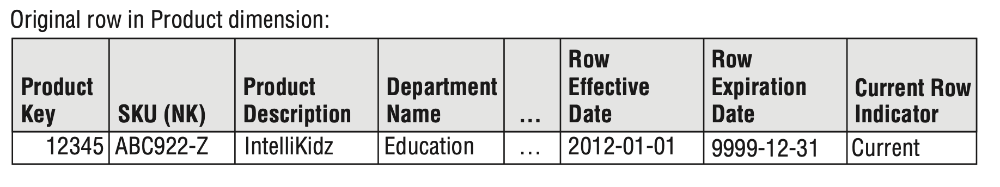 Original row in Product dimension:
Product Key SKU (NK) Product Description Department Name ... Row Effective Date Row Expiration Date Current Row Indicator
12345 ABC922-Z IntelliKidz Education ... 2012-01-01 9999-12-31 Current